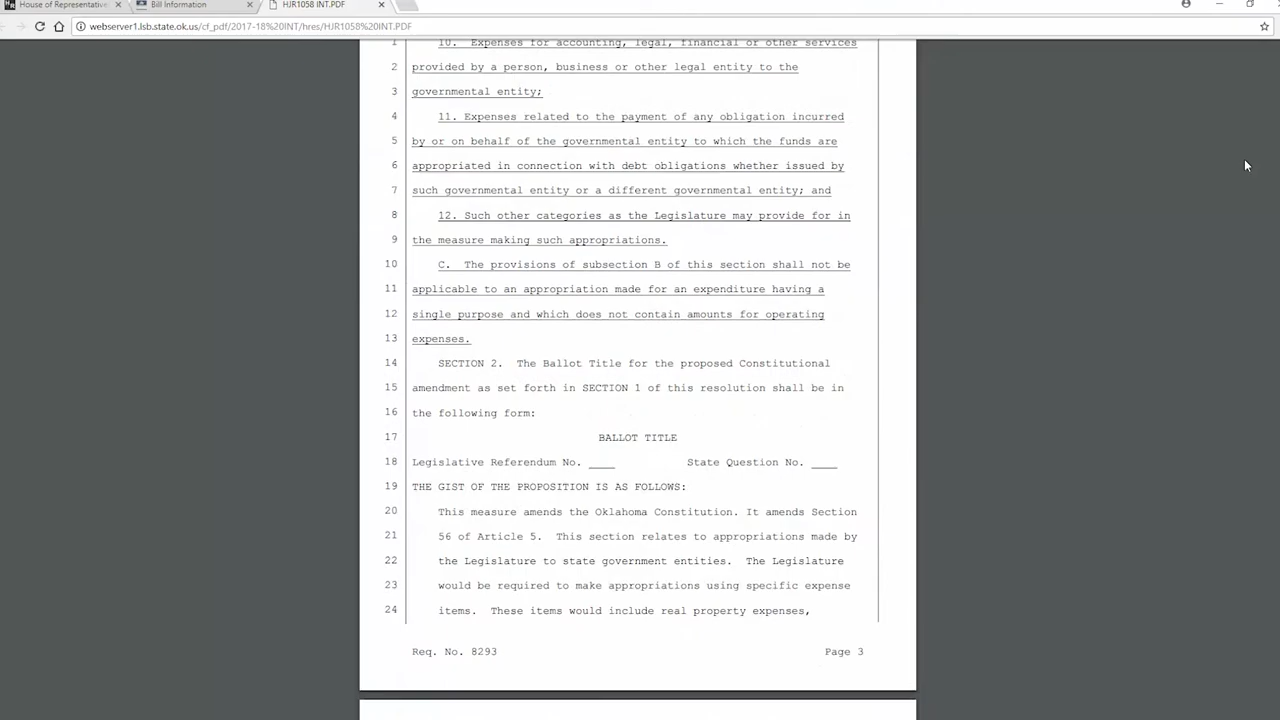 House of Representative
Bill Information
HJR1058 INT.PDF
webserver1.lsb.state.ok.us/cf_pdf/2017-18%20INT/hres/HJR1058%20INT.PDF
1 10. Expenses for accounting, legal, financial or other services
2 provided by a person, business or other legal entity to the
3 governmental entity;
4 11. Expenses related to the payment of any obligation incurred
5 by or on behalf of the governmental entity to which the funds are
6 appropriated in connection with debt obligations whether issued by
7 such governmental entity or a different governmental entity; and
8 12. Such other categories as the Legislature may provide for in
9 the measure making such appropriations.
10 C. The provisions of subsection B of this section shall not be
11 applicable to an appropriation made for an expenditure having a
12 single purpose and which does not contain amounts for operating
13 expenses.
14 SECTION 2. The Ballot Title for the proposed Constitutional
15 amendment as set forth in SECTION 1 of this resolution shall be in
16 the following form:
17 BALLOT TITLE
18 Legislative Referendum No. ____ State Question No. ____
19 THE GIST OF THE PROPOSITION IS AS FOLLOWS:
20 This measure amends the Oklahoma Constitution. It amends Section
21 56 of Article 5. This section relates to appropriations made by
22 the Legislature to state government entities. The Legislature
23 would be required to make appropriations using specific expense
24 items. These items would include real property expenses,
Req. No. 8293 Page 3